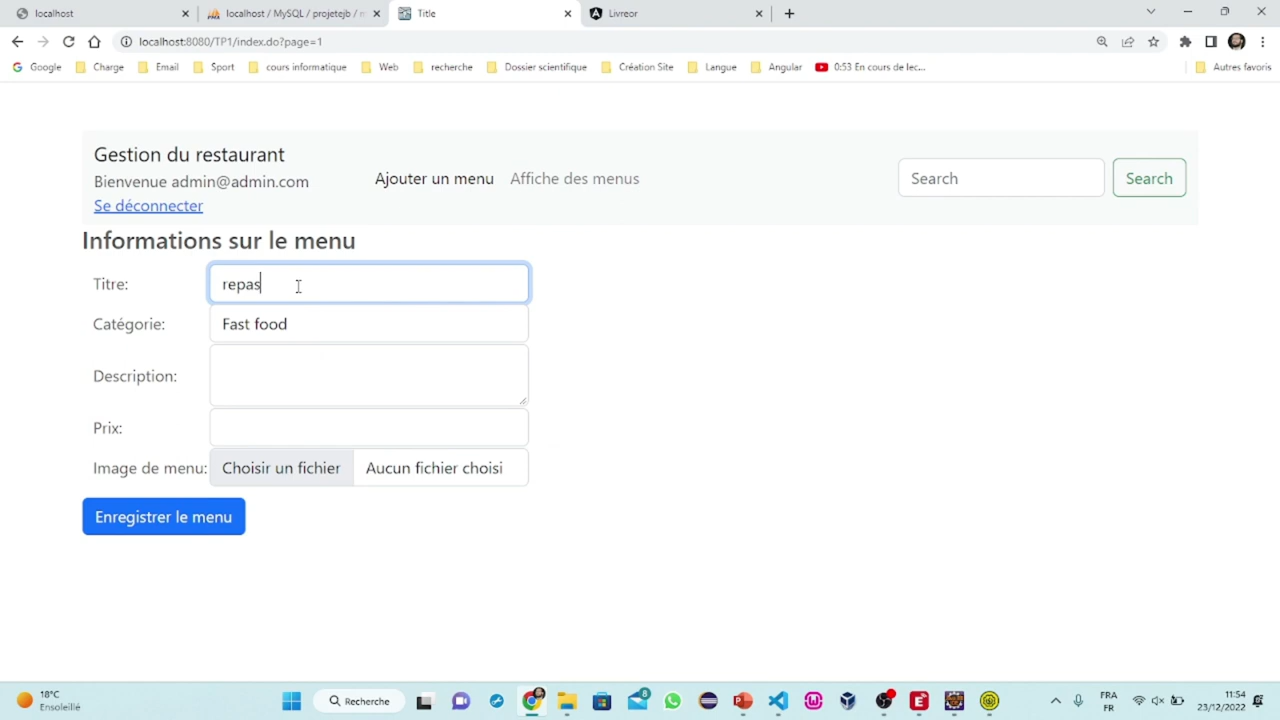 localhost
localhost / MySQL / projetejb / r
Title
Livreor
localhost:8080/TP1/index.do?page=1
Google Charge Email Sport cours informatique Web recherche Dossier scientifique Création Site Langue Angular 0:53 En cours de lec... Autres favoris
Gestion du restaurant
Bienvenue admin@admin.com
Se déconnecter
Ajouter un menu Affiche des menus
Search Search
Informations sur le menu
Titre: repas
Catégorie: Fast food
Description:
Prix:
Image de menu: Choisir un fichier Aucun fichier choisi
Enregistrer le menu
18°C
Ensoleillé
Recherche
8
FRA
FR
11:54
23/12/2022